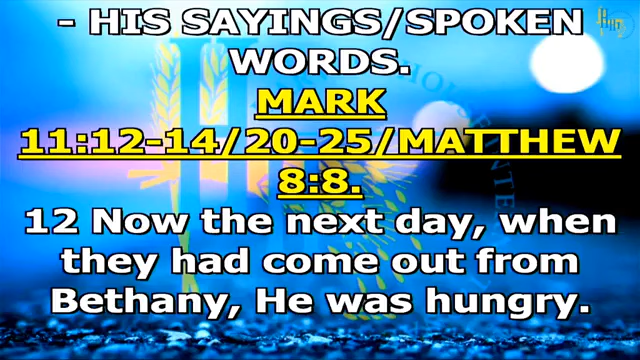 - HIS SAYINGS/SPOKEN
WORDS.
MARK
11:12-14/20-25/MATTHEW
8:8.
12 Now the next day, when
they had come out from
Bethany, He was hungry.